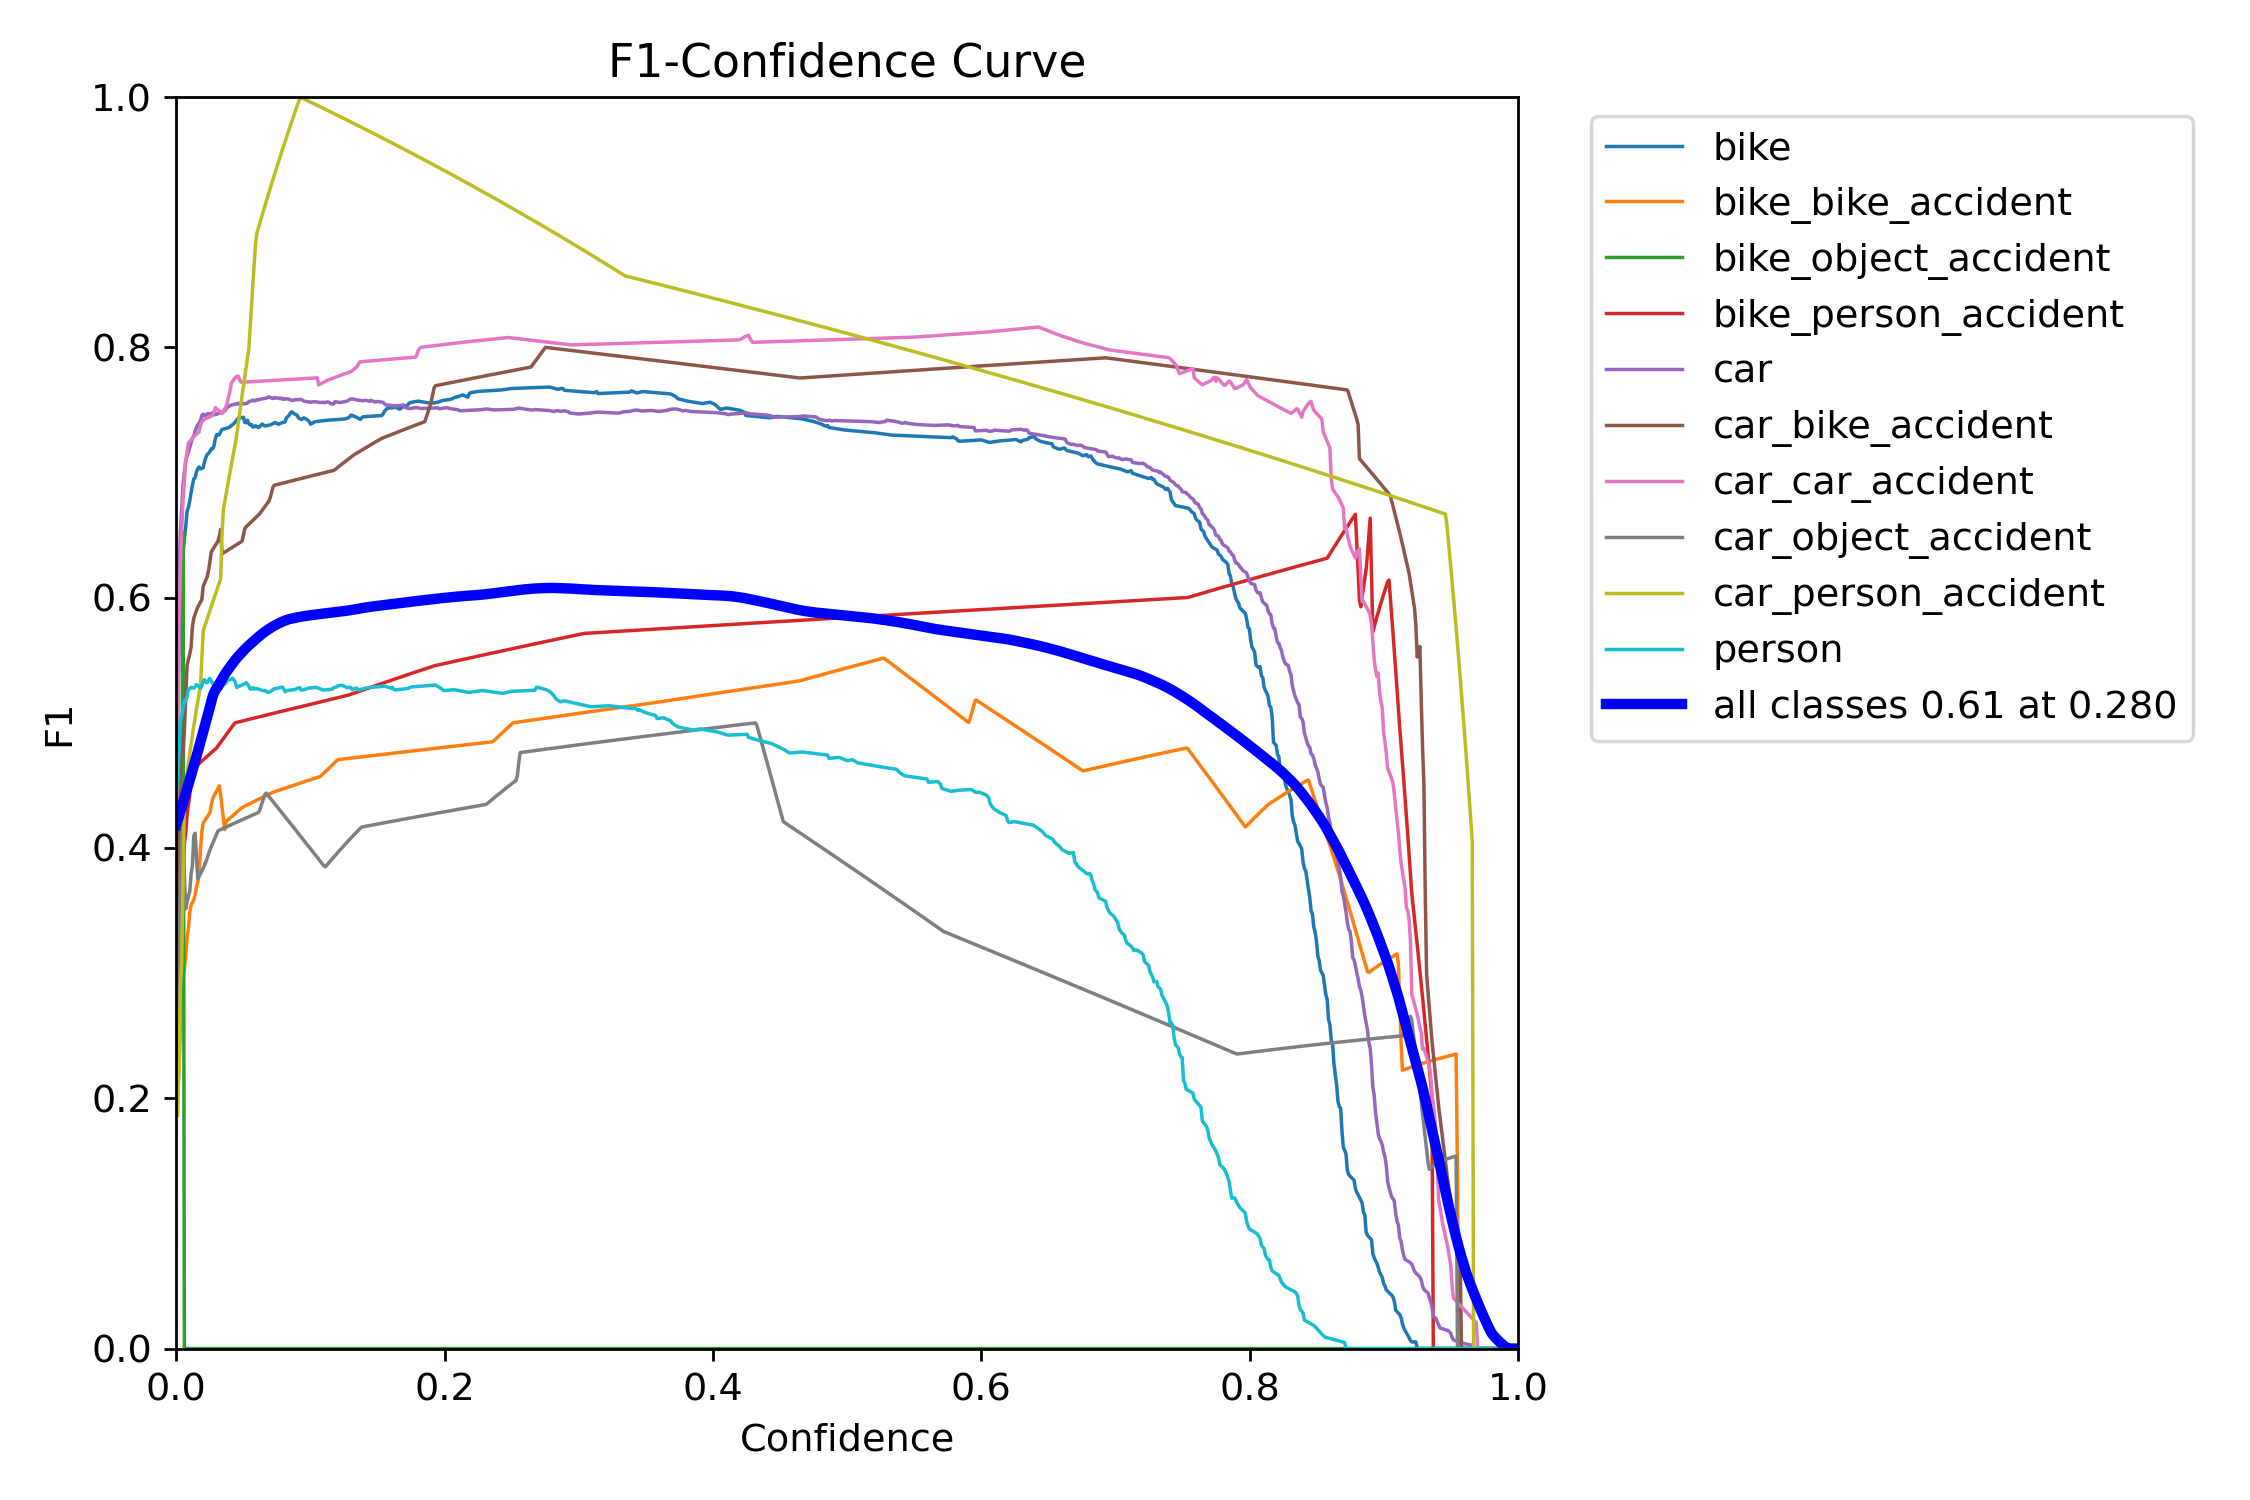 F1-Confidence Curve
1.0
0.8
0.6
0.4
0.2
0.0
F1
0.0 0.2 0.4 0.6 0.8 1.0
Confidence
bike
bike_bike_accident
bike_object_accident
bike_person_accident
car
car_bike_accident
car_car_accident
car_object_accident
car_person_accident
person
all classes 0.61 at 0.280